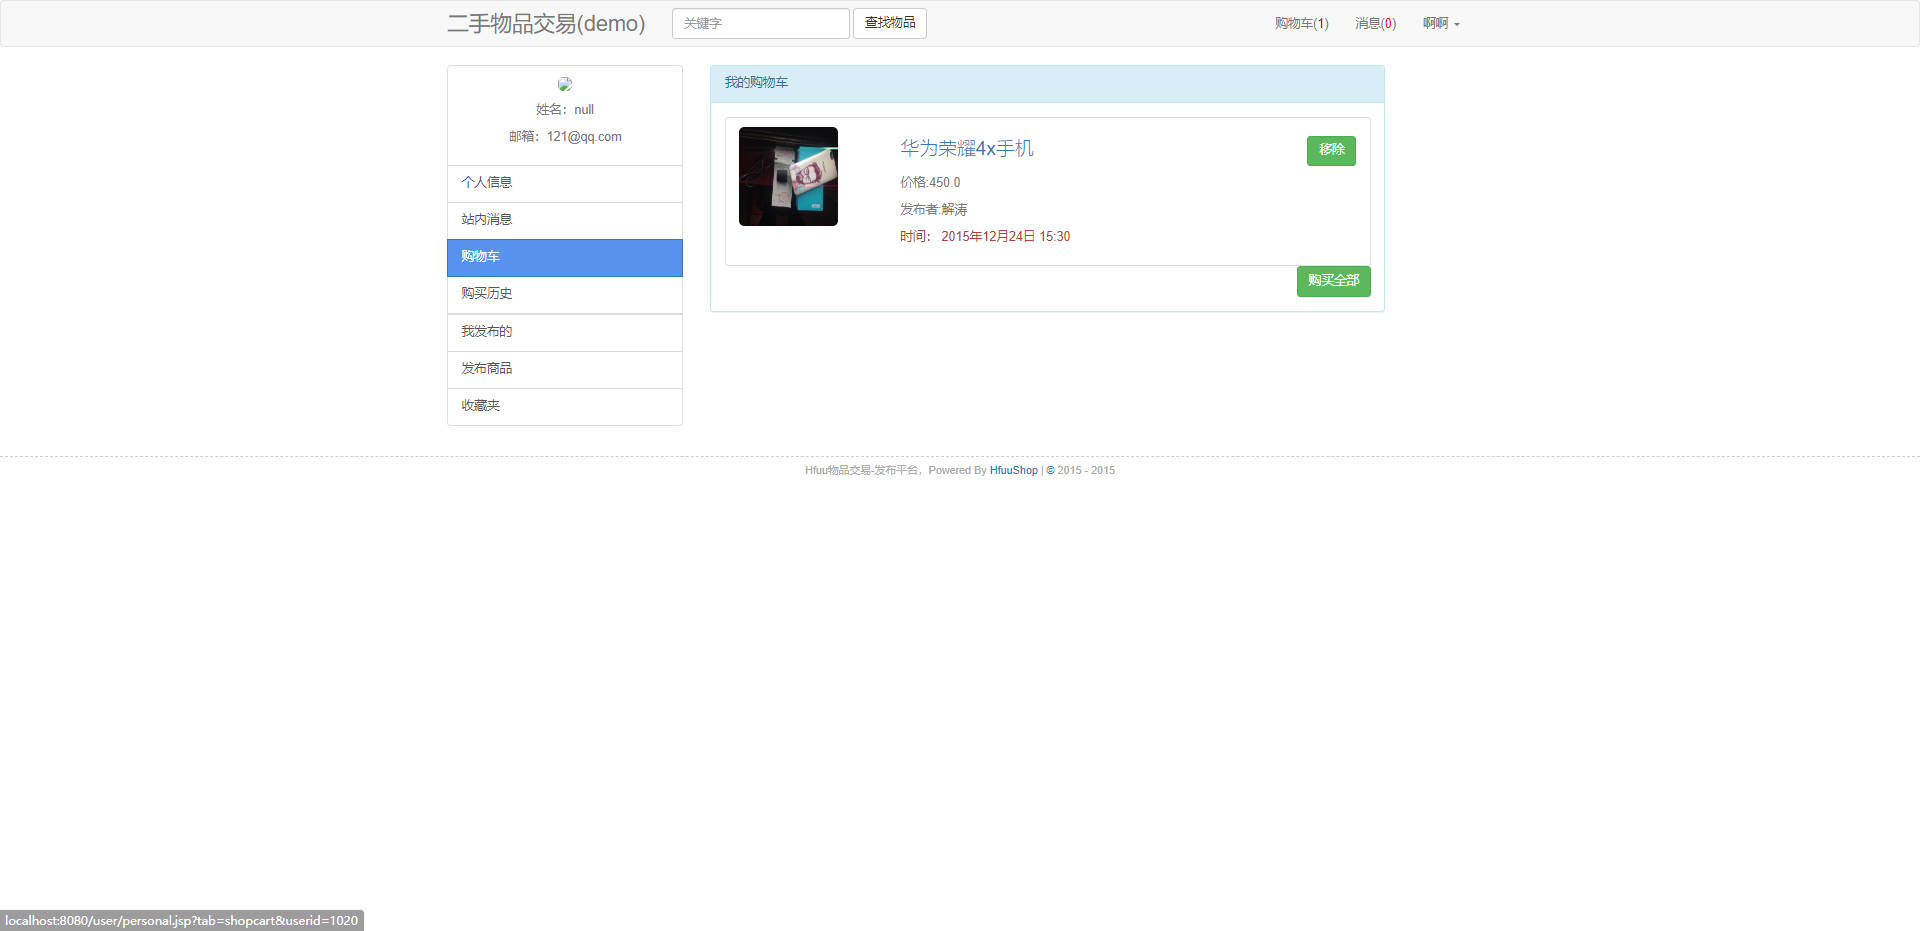 二手物品交易(demo)
关键字
查找物品
购物车(1)
消息(0)
啊啊
姓名：null
邮箱：121@qq.com
个人信息
站内消息
购物车
购买历史
我发布的
发布商品
收藏夹
我的购物车
华为荣耀4x手机
移除
价格:450.0
发布者:解涛
时间： 2015年12月24日 15:30
购买全部
Hfuu物品交易-发布平台，Powered By HfuuShop | © 2015 - 2015
localhost:8080/user/personal.jsp?tab=shopcart&userid=1020